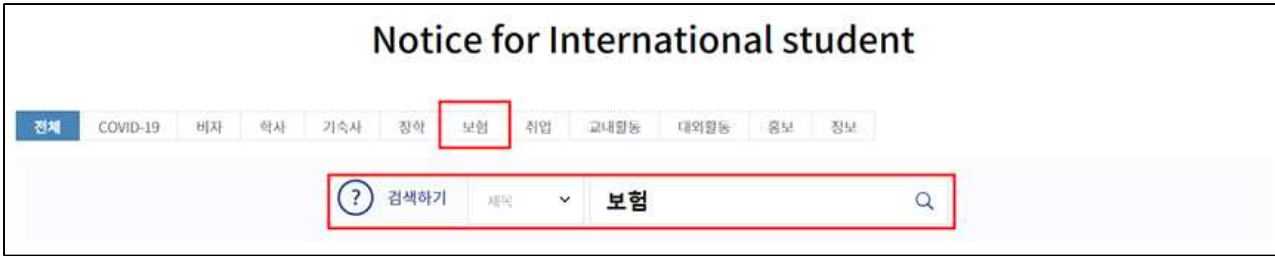 Notice for International student
전체 COVID-19 비자 학사 기숙사 장학 보험 취업 교내활동 대외활동 홍보 정보
? 검색하기 제목 보험